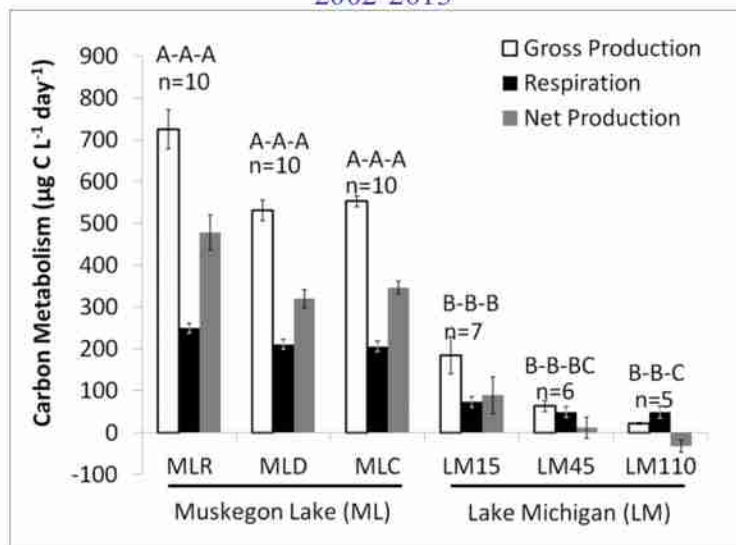 2002-2013
900
800
700
600
500
400
300
200
100
0
-100
Carbon Metabolism (µg C L⁻¹ day⁻¹)
Gross Production
Respiration
Net Production
A-A-A
n=10
A-A-A
n=10
A-A-A
n=10
B-B-B
n=7
B-B-BC
n=6
B-B-C
n=5
MLR MLD MLC LM15 LM45 LM110
Muskegon Lake (ML) Lake Michigan (LM)